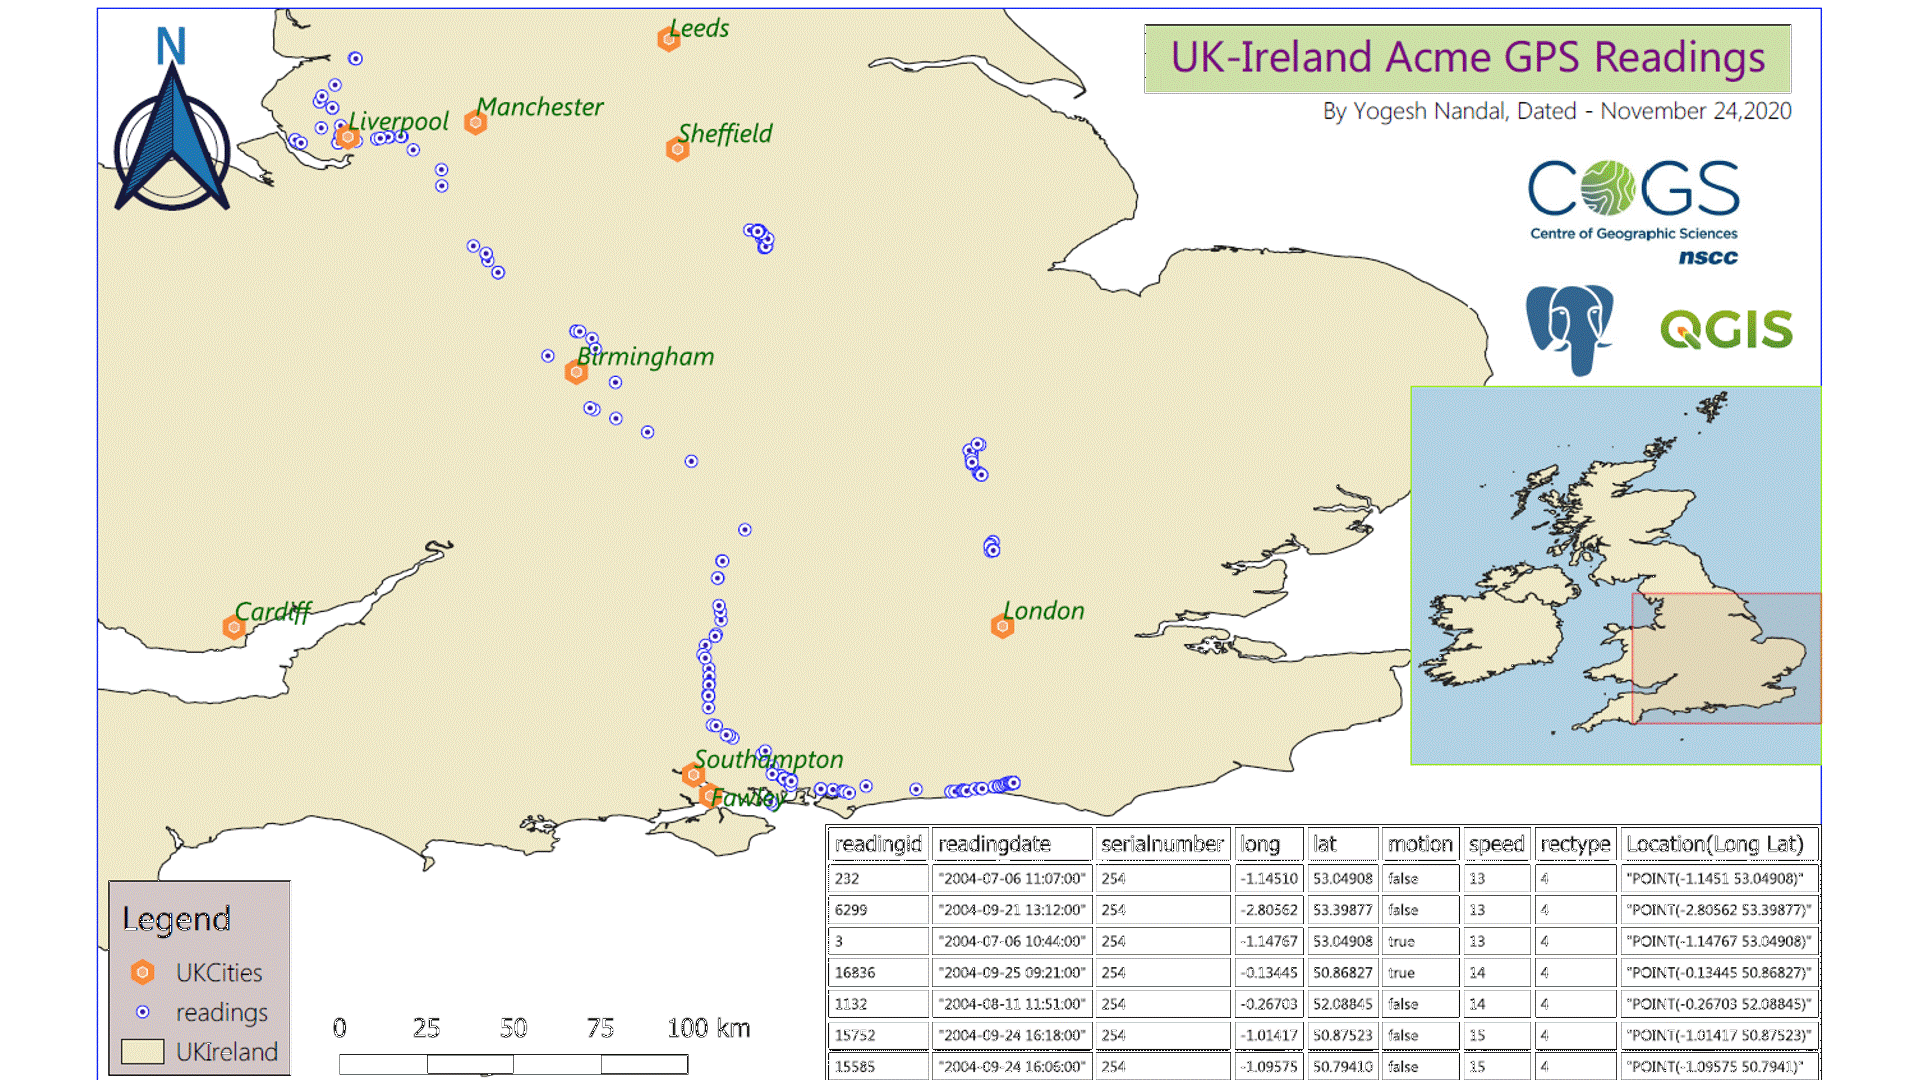 N
UK-Ireland Acme GPS Readings
By Yogesh Nandal, Dated - November 24,2020
COGS
Centre of Geographic Sciences
nscc
QGIS
Leeds
Manchester
Liverpool
Sheffield
Birmingham
Cardiff
London
Southampton
Fawley
Legend
UKCities
readings
UKIreland
0 25 50 75 100 km
readingid readingdate serialnumber long lat motion speed rectype Location(Long Lat)
232 "2004-07-06 11:07:00" 254 -1.14510 53.04908 false 13 4 "POINT(-1.1451 53.04908)"
6299 "2004-09-21 13:12:00" 254 -2.80562 53.39877 false 13 4 "POINT(-2.80562 53.39877)"
3 "2004-07-06 10:44:00" 254 -1.14767 53.04908 true 13 4 "POINT(-1.14767 53.04908)"
16836 "2004-09-25 09:21:00" 254 -0.13445 50.86827 true 14 4 "POINT(-0.13445 50.86827)"
1132 "2004-08-11 11:51:00" 254 -0.26703 52.08845 false 14 4 "POINT(-0.26703 52.08845)"
15752 "2004-09-24 16:18:00" 254 -1.01417 50.87523 false 15 4 "POINT(-1.01417 50.87523)"
15585 "2004-09-24 16:06:00" 254 -1.09575 50.79410 false 15 4 "POINT(-1.09575 50.7941)"